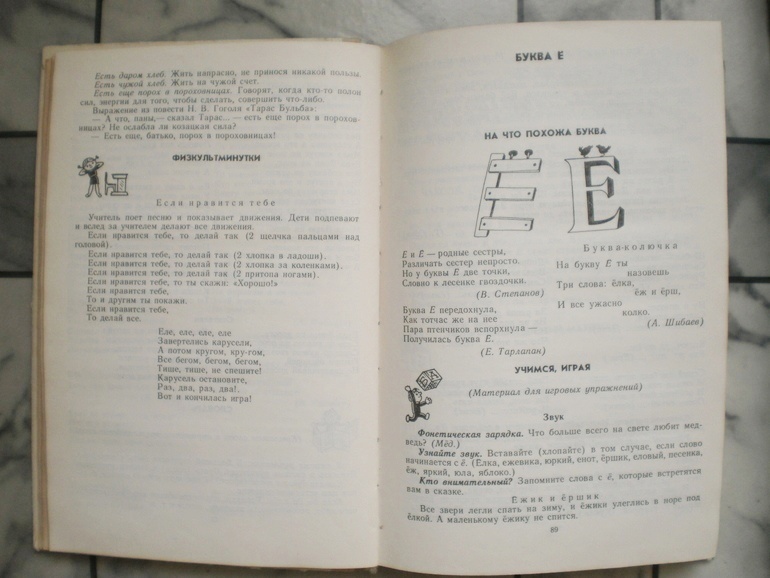 Есть даром хлеб. Жить напрасно, не принося никакой пользы.
Есть чужой хлеб. Жить на чужой счет.
Есть еще порох в пороховницах. Говорит, когда кто-то полон
сил, энергии для того, чтобы сделать, совершить что-либо.
Выражение из повести Н. В. Гоголя «Тарас Бульба»:
— А что, паны,— сказал Тарас...— есть еще порох в порохов-
ницах? Не ослабла ли козацкая сила?
— Есть еще, батько, порох в пороховницах!
ФИЗКУЛЬТМИНУТКИ
Если нравится тебе
Учитель поет песню и показывает движения. Дети подпевают
и вслед за учителем делают все движения.
Если нравится тебе, то делай так (2 щелчка пальцами над
головой).
Если нравится тебе, то делай так (2 хлопка в ладоши).
Если нравится тебе, то делай так (2 хлопка за коленками).
Если нравится тебе, то делай так (2 притопа ногами).
Если нравится тебе, то ты скажи: «Хорошо!»
Если нравится тебе,
То и другим ты покажи.
Если нравится тебе,
То делай все.
Еле, еле, еле, еле
Завертелись карусели,
А потом кругом, кру-гом,
Все бегом, бегом, бегом,
Тише, тише, не спешите!
Карусель остановите,
Раз, два, раз, два!.
Вот и кончилась игра!
БУКВА Е
НА ЧТО ПОХОЖА БУКВА
Ё Е
Е и Ё — родные сестры,
Различать сестер непросто.
Но у буквы Ё две точки,
Словно к лесенке гвоздочки.
(В. Степанов)
Буква Е передохнула,
Как тотчас же на нее
Пара птенчиков вспорхнула —
Получилась буква Ё.
(Е. Тарлапан)
Буква-колючка
На букву Ё ты
назовешь
Три слова: ёлка,
ёж и ёрш,
И все ужасно
колко.
(А. Шибаев)
УЧИМСЯ, ИГРАЯ
(Материал для игровых упражнений)
Звук
Фонетическая зарядка. Что больше всего на свете любит мед-
ведь? (Мёд.)
Узнайте звук. Вставайте (хлопайте) в том случае, если слово
начинается с ё. (Ёлка, ежевика, юркий, енот, ёршик, еловый, песенка,
ёж, яркий, юла, яблоко.)
Кто внимательный? Запомните слова с ё, которые встретится
вам в сказке.
Ёжик и ёршик
Все звери легли спать на зиму, и ёжики улеглись в норе под
ёлкой. А маленькому ёжику не спится.
89